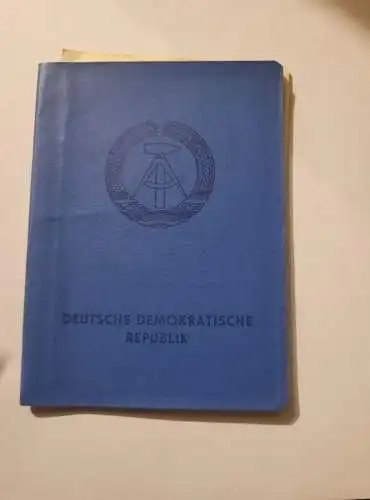 DEUTSCHE DEMOKRATISCHE
REPUBLIK